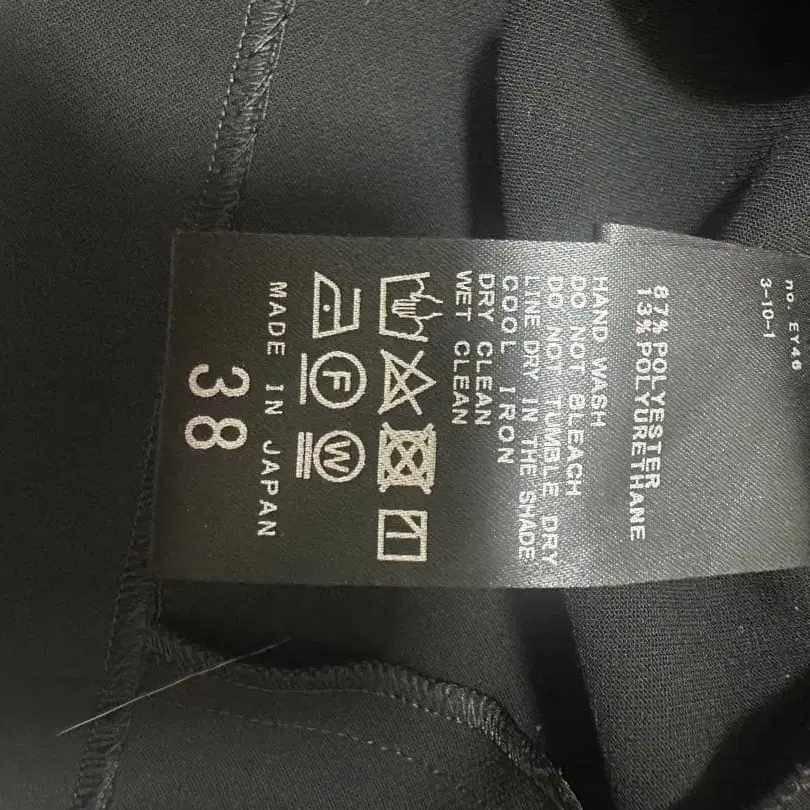 no. EY46
3-10-1
87% POLYESTER
13% POLYURETHANE
HAND WASH
DO NOT BLEACH
DO NOT TUMBLE DRY
LINE DRY IN THE SHADE
COOL IRON
DRY CLEAN
WET CLEAN
F W
MADE IN JAPAN
38